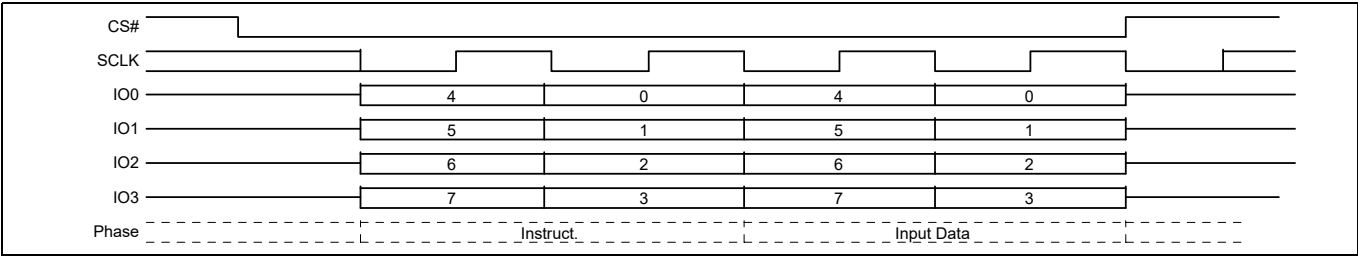 CS#
SCLK
IO0 4 0 4 0
IO1 5 1 5 1
IO2 6 2 6 2
IO3 7 3 7 3
Phase Instruct. Input Data